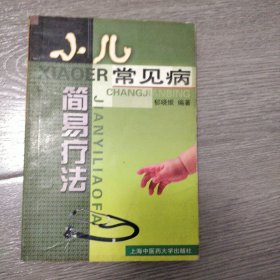 小儿
XIAOER
常见病
CHANGJIANBING
郁晓维 编著
简易疗法
JIANYILIAOFA
上海中医药大学出版社